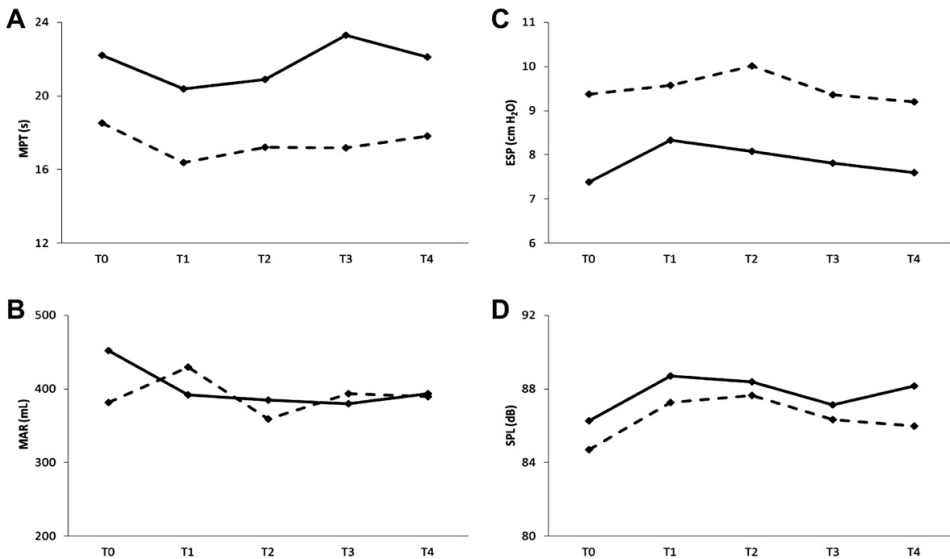 A
MPT (s)
24
20
16
12
T0 T1 T2 T3 T4
B
MAR (mL)
500
400
300
200
T0 T1 T2 T3 T4
C
ESP (cm H₂O)
11
10
9
8
7
6
T0 T1 T2 T3 T4
D
SPL (dB)
92
88
84
80
T0 T1 T2 T3 T4